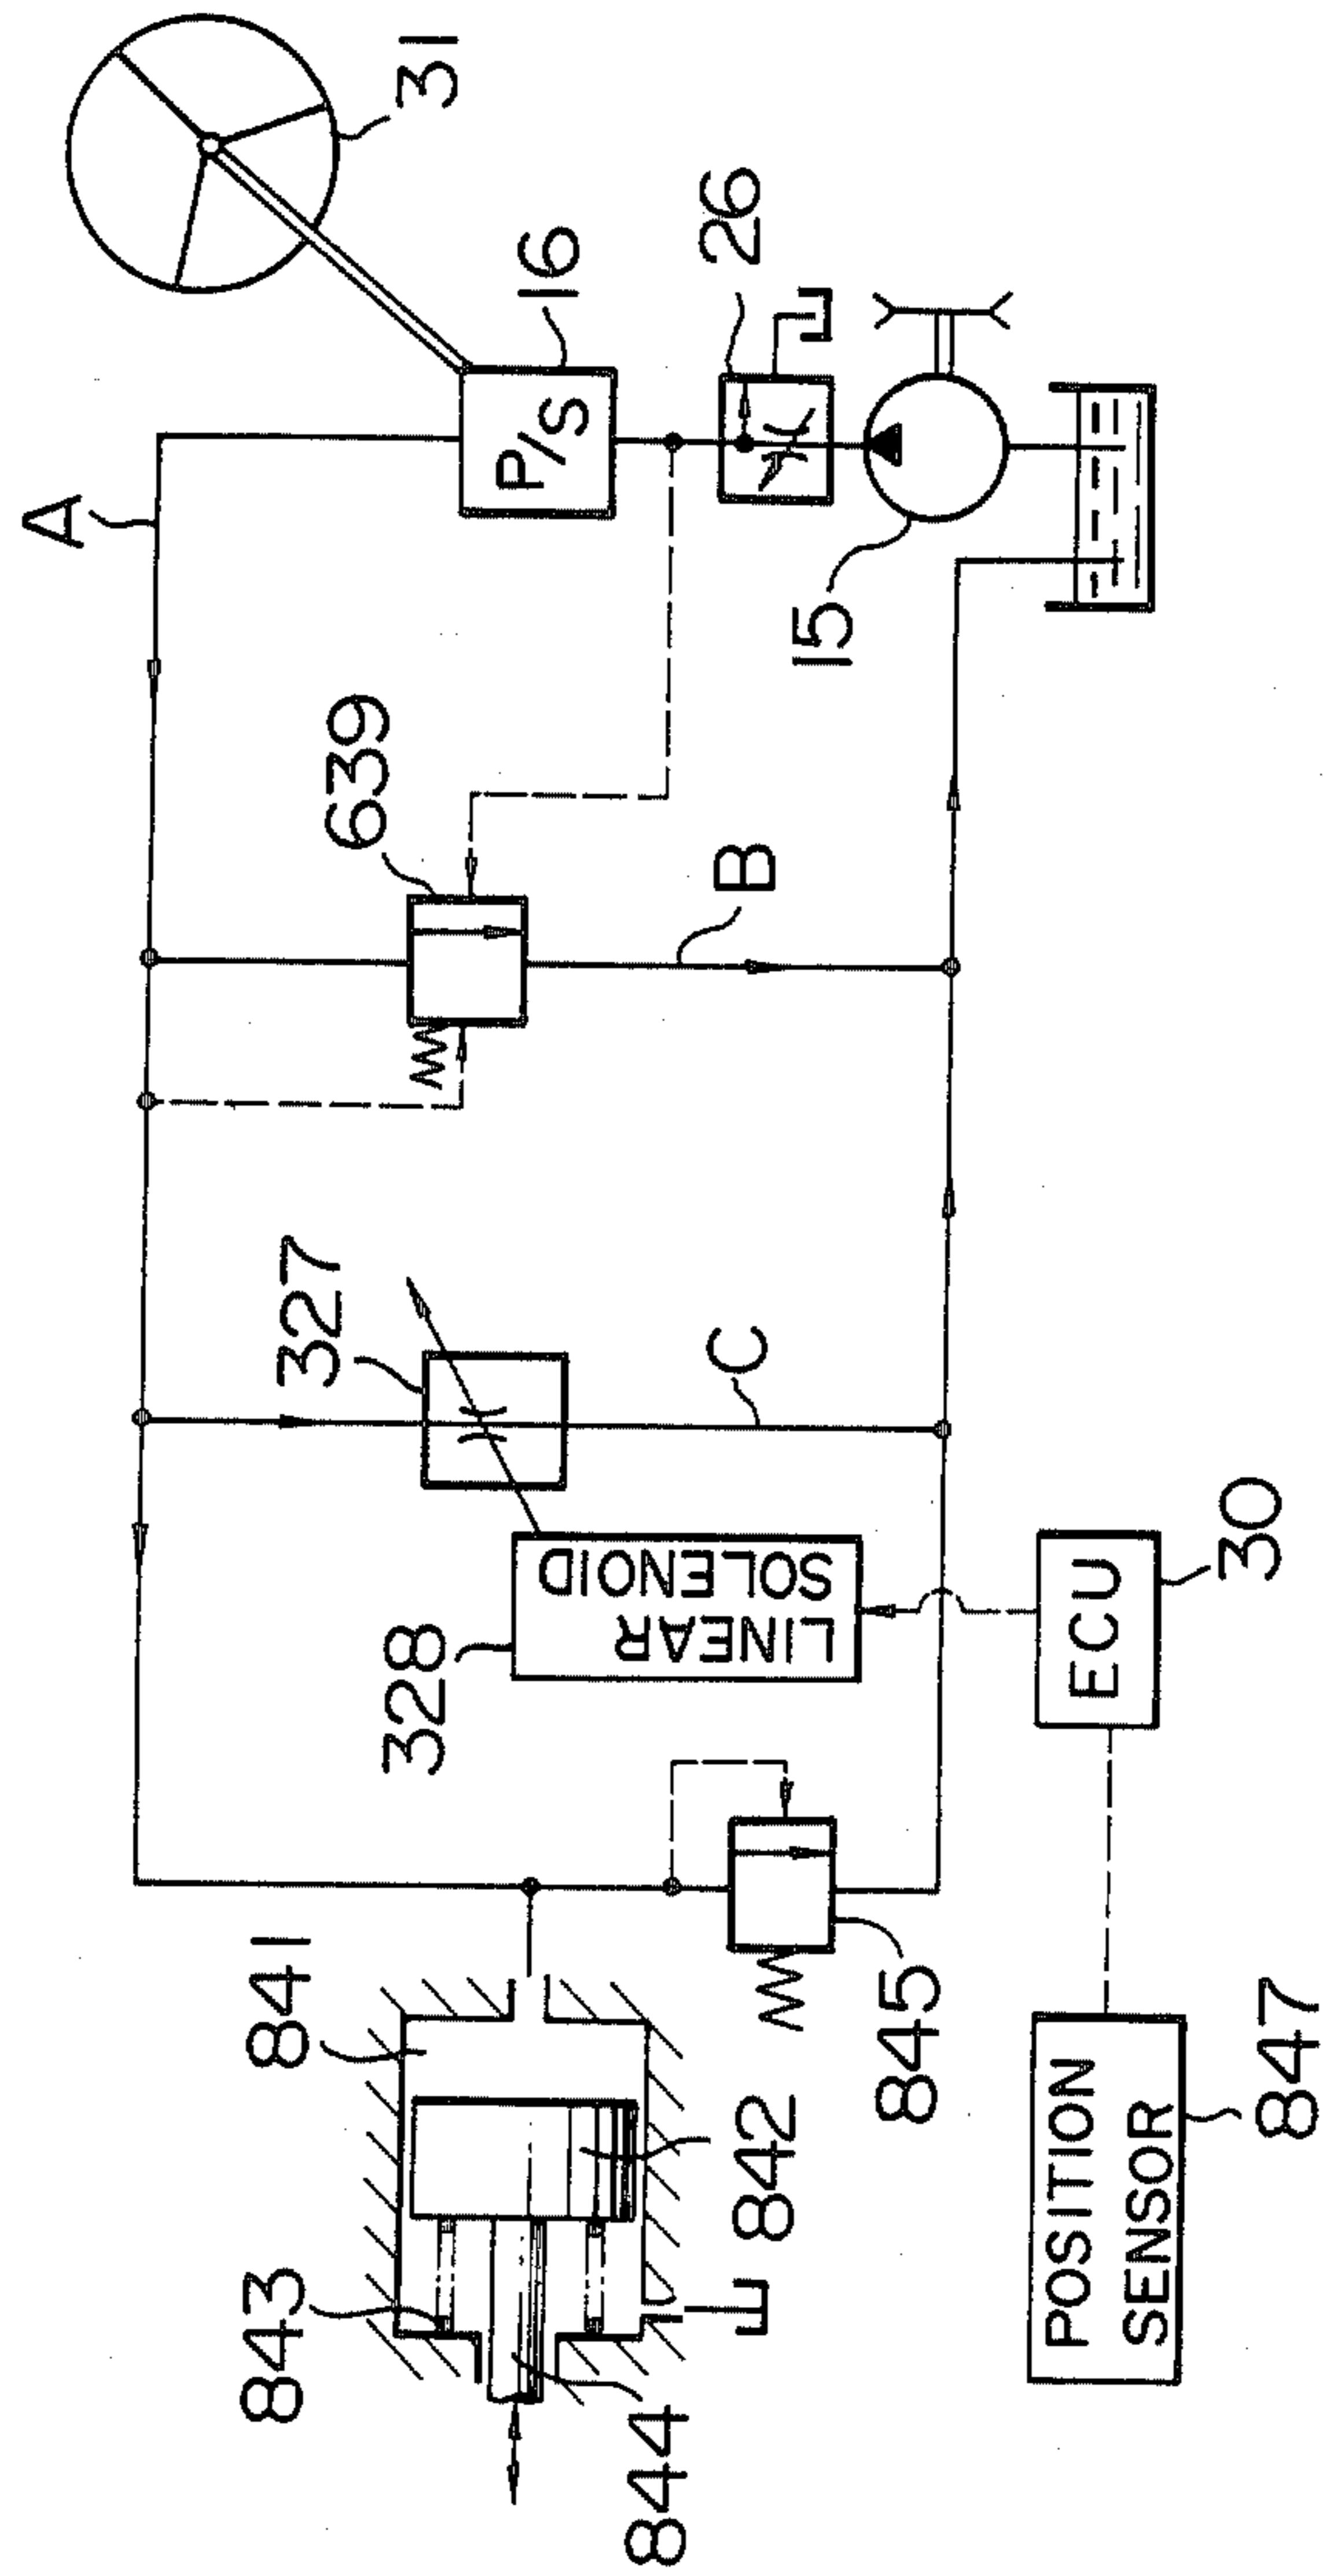 A
843
841
327
639
31
328
LINEAR
SOLENOID
P/S
16
844
842
C
B
26
845
15
POSITION
SENSOR
ECU
847
30